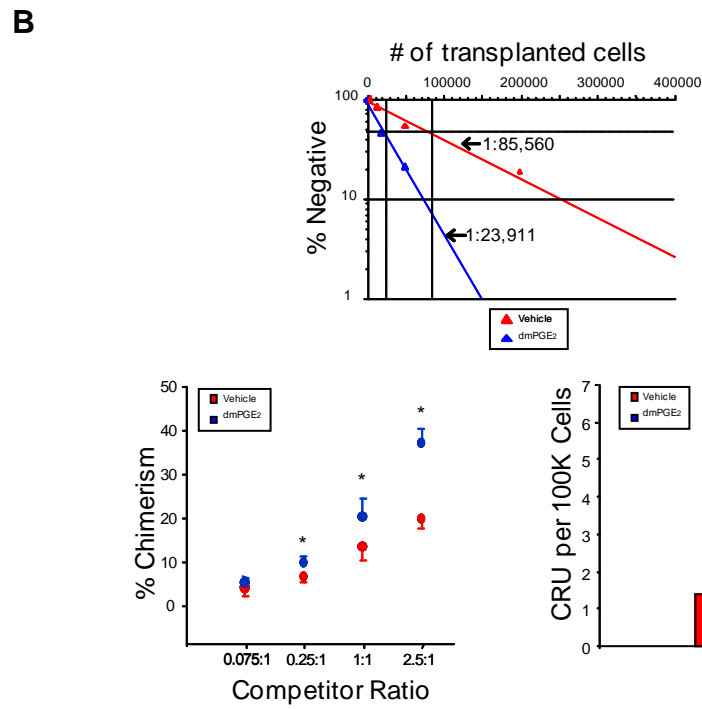 B
# of transplanted cells
0 100000 200000 300000 400000
100
10
1
% Negative
1:85,560
1:23,911
Vehicle
dmPGE2
50
40
30
20
10
0
% Chimerism
Vehicle
dmPGE2
*
*
*
0.075:1 0.25:1 1:1 2.5:1
Competitor Ratio
7
6
5
4
3
2
1
0
CRU per 100K Cells
Vehicle
dmPGE2